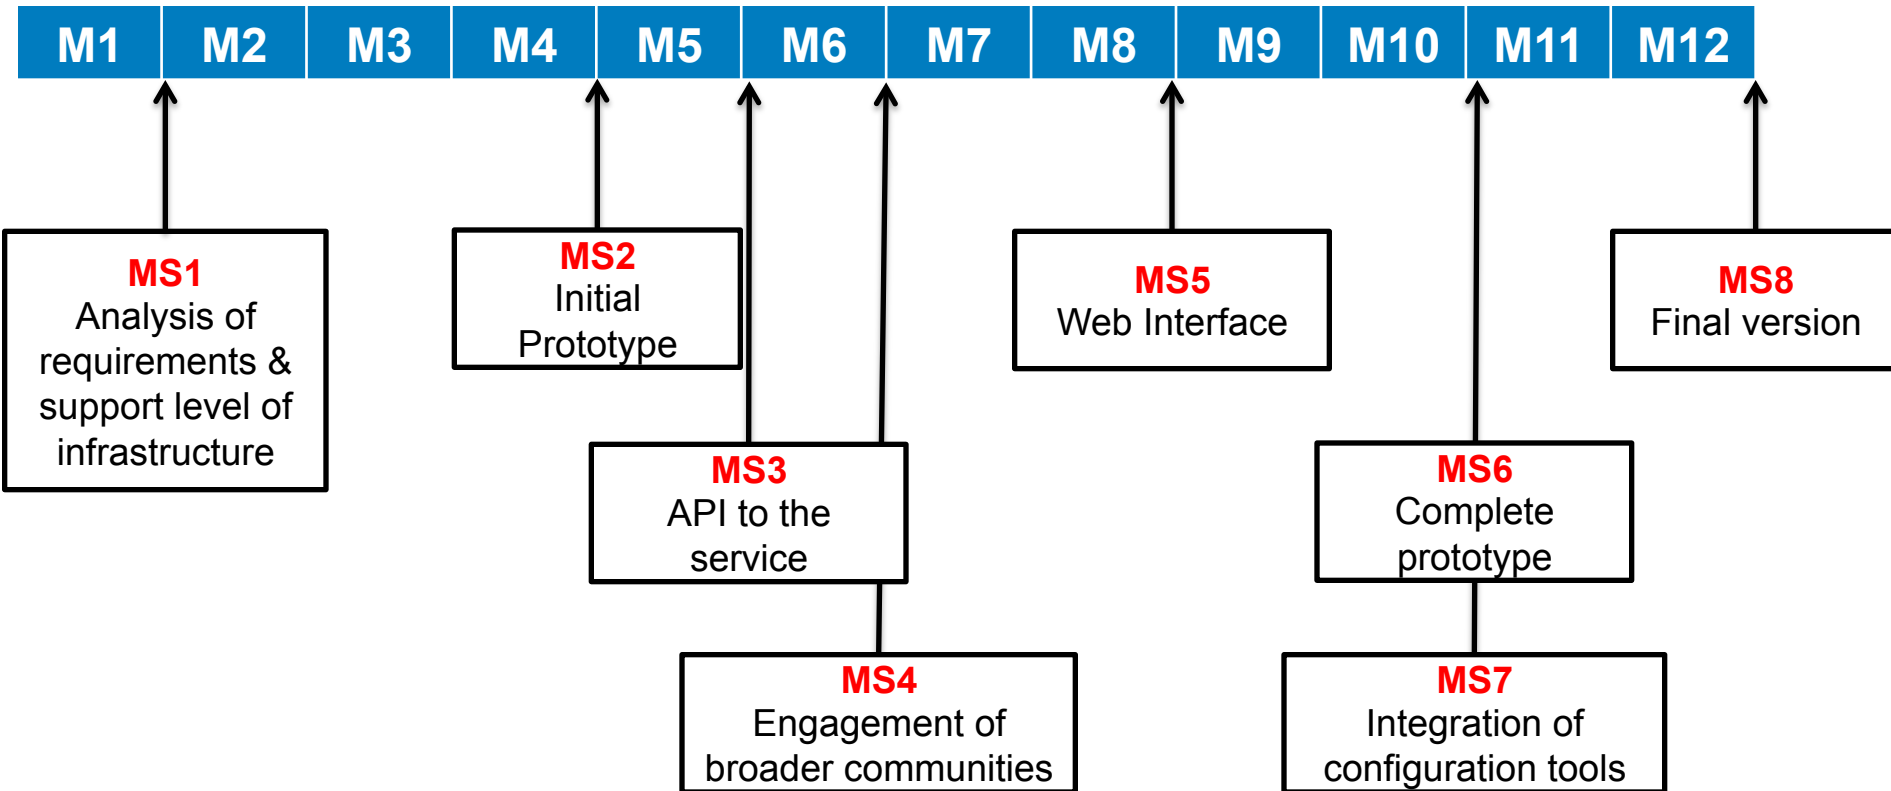 M1 M2 M3 M4 M5 M6 M7 M8 M9 M10 M11 M12
MS1
Analysis of
requirements &
support level of
infrastructure
MS2
Initial
Prototype
MS3
API to the
service
MS4
Engagement of
broader communities
MS5
Web Interface
MS6
Complete
prototype
MS7
Integration of
configuration tools
MS8
Final version